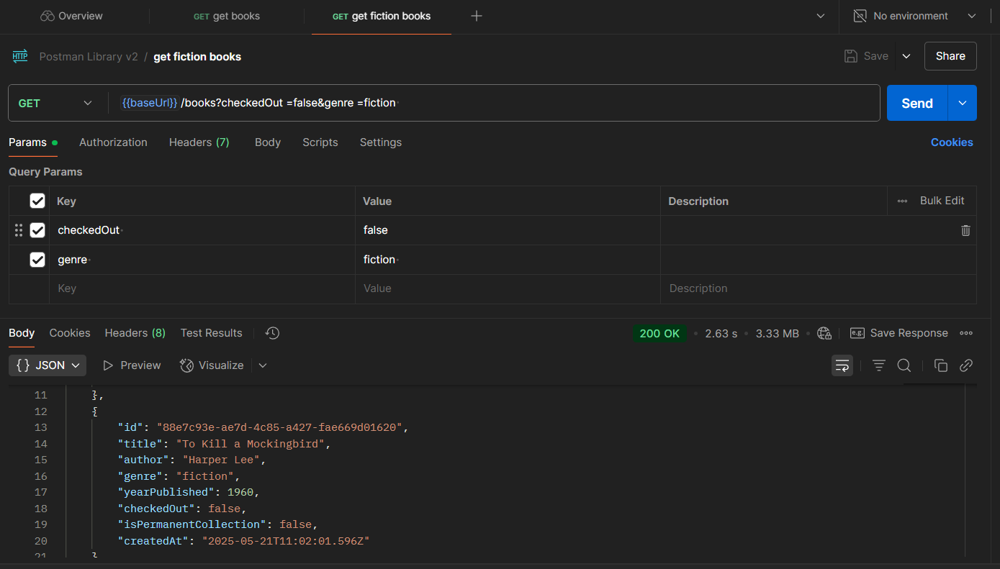 Overview GET get books GET get fiction books No environment
HTTP Postman Library v2 / get fiction books Save Share
GET {{baseUrl}} /books?checkedOut =false&genre =fiction Send
Params Authorization Headers (7) Body Scripts Settings Cookies
Query Params
Key Value Description Bulk Edit
checkedOut false
genre fiction
Key Value Description
Body Cookies Headers (8) Test Results 200 OK • 2.63 s • 3.33 MB • e.g. Save Response
{} JSON Preview Visualize
11 },
12 {
13 "id": "88e7c93e-ae7d-4c85-a427-fae669d01620",
14 "title": "To Kill a Mockingbird",
15 "author": "Harper Lee",
16 "genre": "fiction",
17 "yearPublished": 1960,
18 "checkedOut": false,
19 "isPermanentCollection": false,
20 "createdAt": "2025-05-21T11:02:01.596Z"
21 }